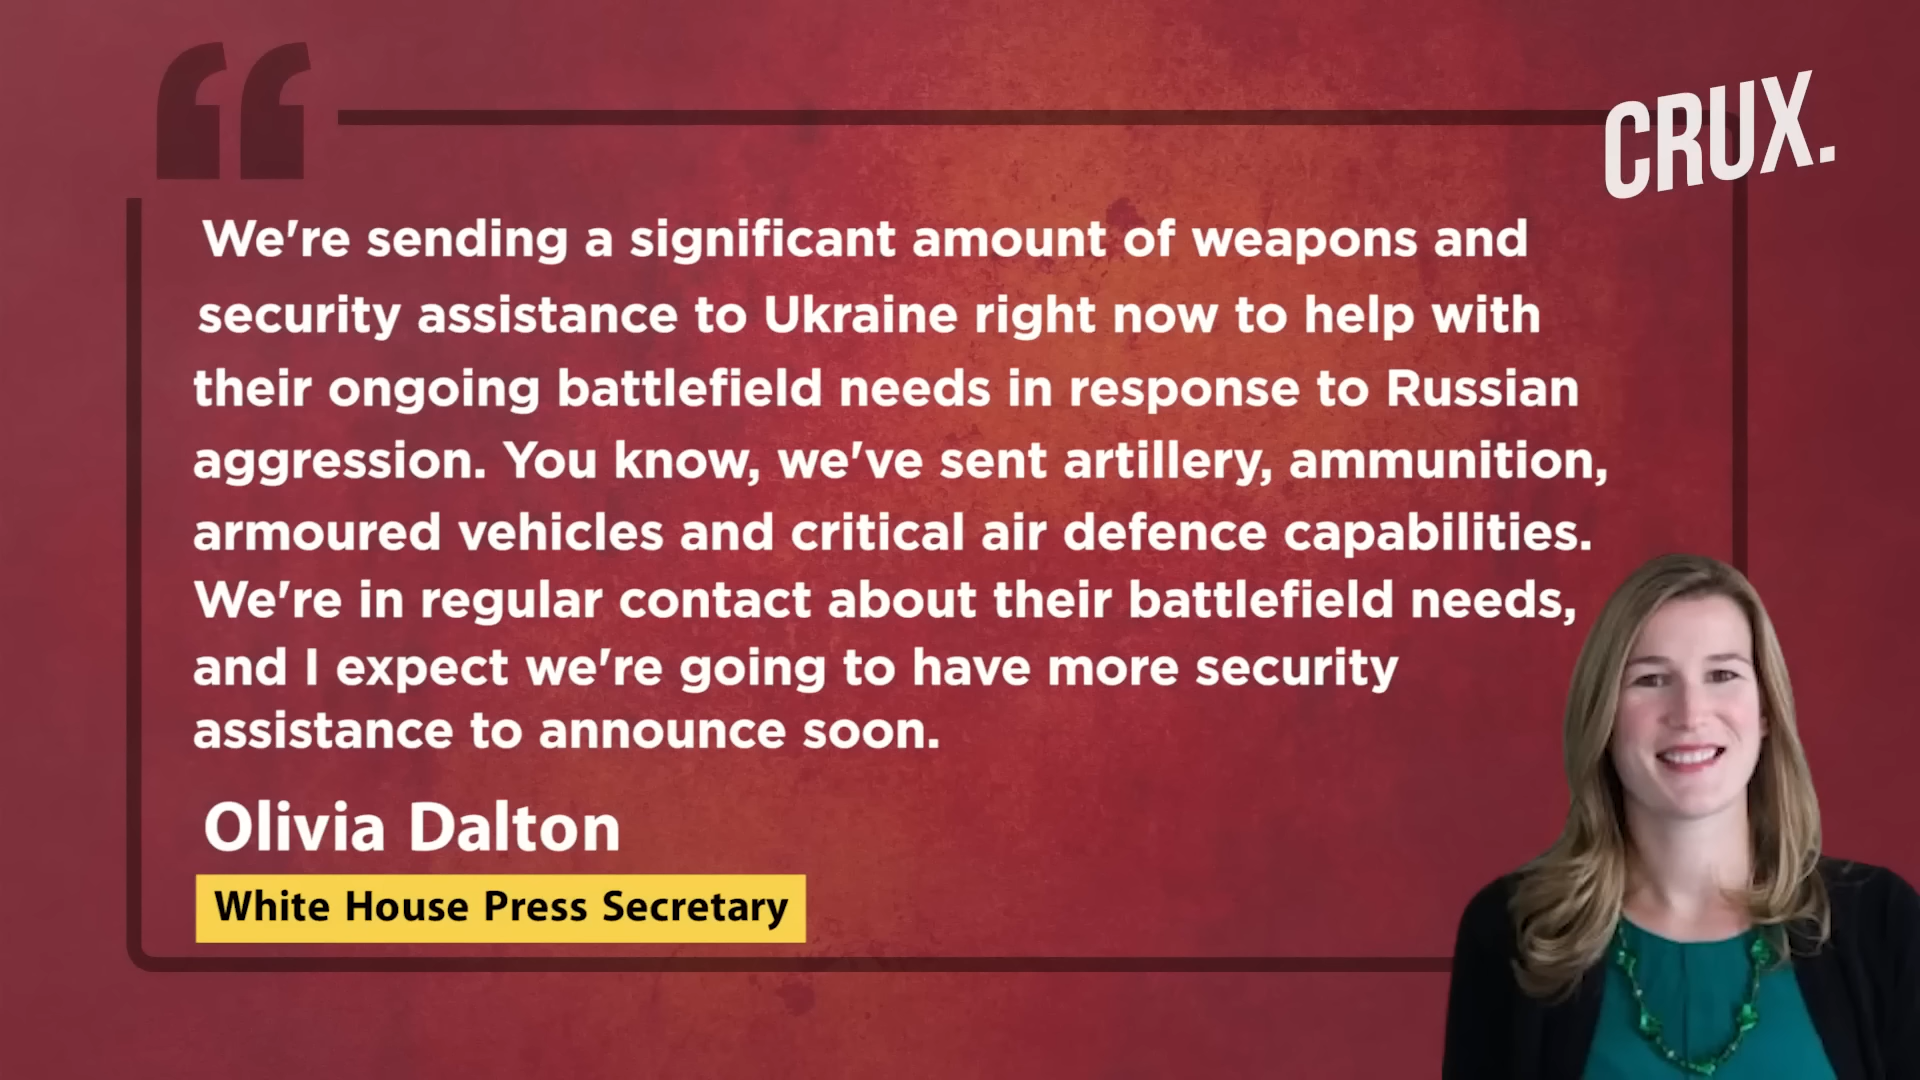 CRUX.
We're sending a significant amount of weapons and
security assistance to Ukraine right now to help with
their ongoing battlefield needs in response to Russian
aggression. You know, we've sent artillery, ammunition,
armoured vehicles and critical air defence capabilities.
We're in regular contact about their battlefield needs,
and I expect we're going to have more security
assistance to announce soon.
Olivia Dalton
White House Press Secretary